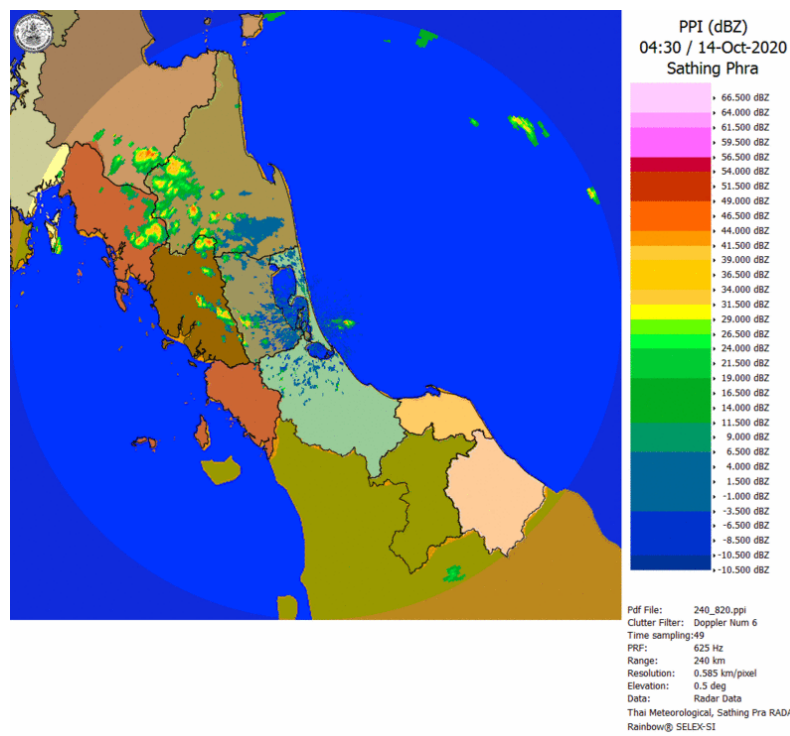 PPI (dBZ)
04:30 / 14-Oct-2020
Sathing Phra
66.500 dBZ
64.000 dBZ
61.500 dBZ
59.500 dBZ
56.500 dBZ
54.000 dBZ
51.500 dBZ
49.000 dBZ
46.500 dBZ
44.000 dBZ
41.500 dBZ
39.000 dBZ
36.500 dBZ
34.000 dBZ
31.500 dBZ
29.000 dBZ
26.500 dBZ
24.000 dBZ
21.500 dBZ
19.000 dBZ
16.500 dBZ
14.000 dBZ
11.500 dBZ
9.000 dBZ
6.500 dBZ
4.000 dBZ
1.500 dBZ
-1.000 dBZ
-3.500 dBZ
-6.500 dBZ
-8.500 dBZ
-10.500 dBZ
-10.500 dBZ
Pdf File: 240_820.ppi
Clutter Filter: Doppler Num 6
Time sampling:49
PRF: 625 Hz
Range: 240 km
Resolution: 0.585 km/pixel
Elevation: 0.5 deg
Data: Radar Data
Thai Meteorological, Sathing Pra RADA
Rainbow® SELEX-SI